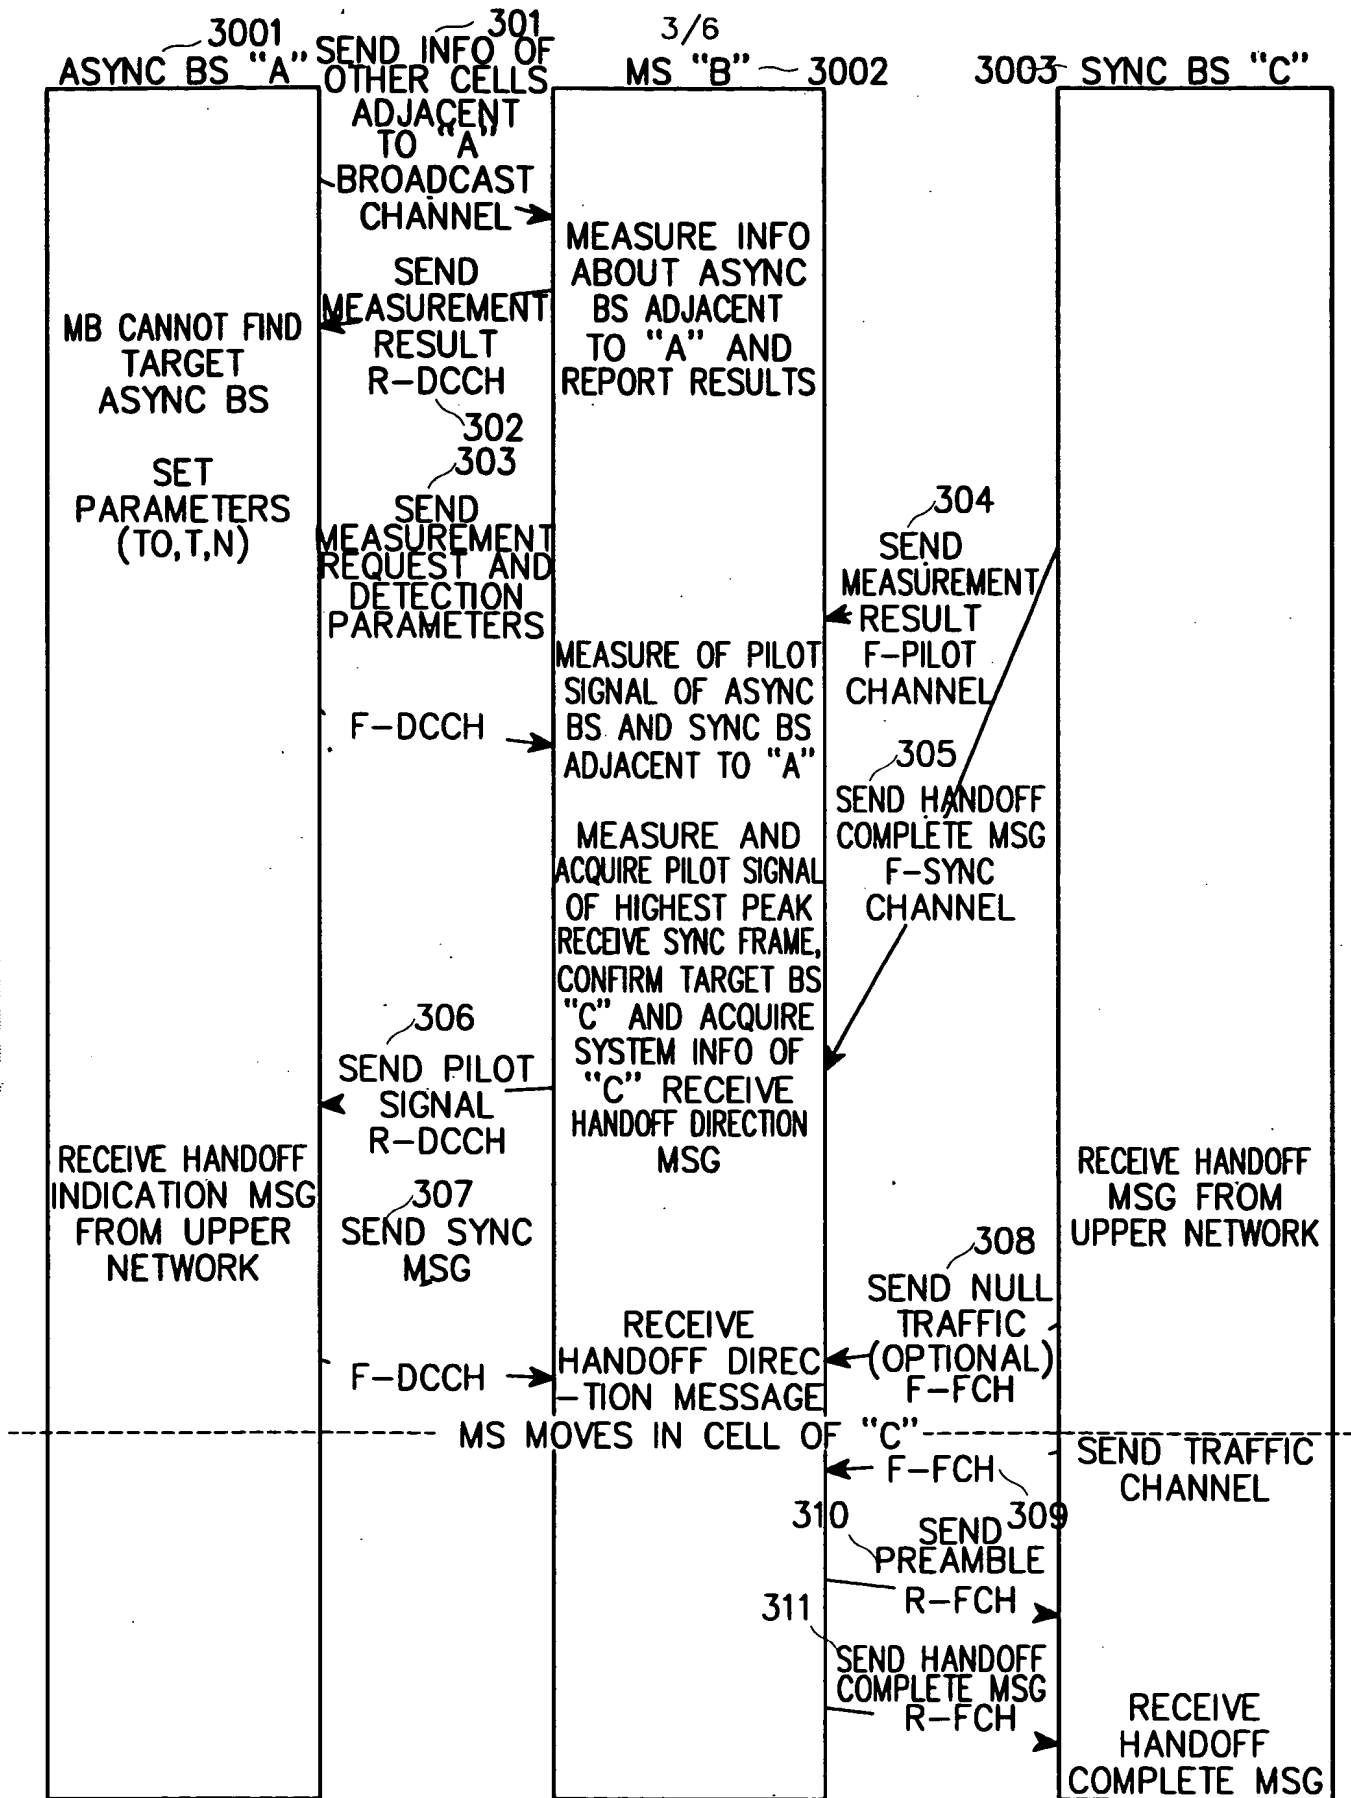 3/6
3001
ASYNC BS "A"
301
SEND INFO OF
OTHER CELLS
ADJACENT
TO "A"
BROADCAST
CHANNEL
MS "B"
3002
3003
SYNC BS "C"
MEASURE INFO
ABOUT ASYNC
BS ADJACENT
TO "A" AND
REPORT RESULTS
SEND
MEASUREMENT
RESULT
R-DCCH
302
MB CANNOT FIND
TARGET
ASYNC BS
SET
PARAMETERS
(TO,T,N)
303
SEND
MEASUREMENT
REQUEST AND
DETECTION
PARAMETERS
F-DCCH
304
SEND
MEASUREMENT
RESULT
F-PILOT
CHANNEL
MEASURE OF PILOT
SIGNAL OF ASYNC
BS AND SYNC BS
ADJACENT TO "A"
305
SEND HANDOFF
COMPLETE MSG
F-SYNC
CHANNEL
MEASURE AND
ACQUIRE PILOT SIGNAL
OF HIGHEST PEAK
RECEIVE SYNC FRAME,
CONFIRM TARGET BS
"C" AND ACQUIRE
SYSTEM INFO OF
"C" RECEIVE
HANDOFF DIRECTION
MSG
306
SEND PILOT
SIGNAL
R-DCCH
RECEIVE HANDOFF
INDICATION MSG
FROM UPPER
NETWORK
307
SEND SYNC
MSG
F-DCCH
RECEIVE HANDOFF
MSG FROM
UPPER NETWORK
308
SEND NULL
TRAFFIC
(OPTIONAL)
F-FCH
RECEIVE
HANDOFF DIREC
-TION MESSAGE
MS MOVES IN CELL OF "C"
SEND TRAFFIC
CHANNEL
F-FCH
309
310
SEND
PREAMBLE
R-FCH
311
SEND HANDOFF
COMPLETE MSG
R-FCH
RECEIVE
HANDOFF
COMPLETE MSG